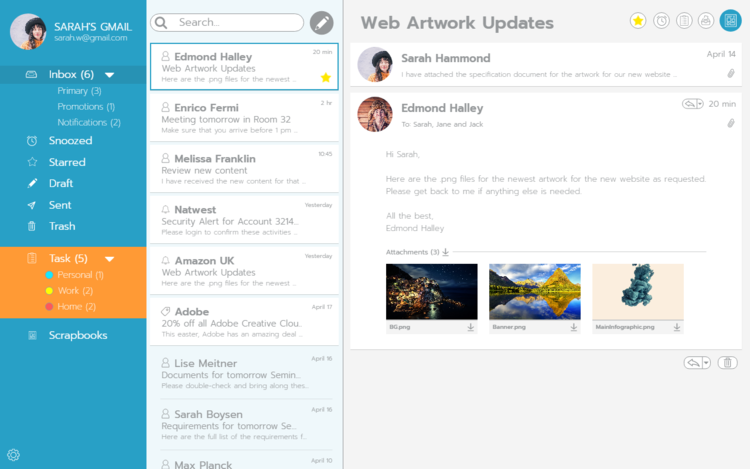 SARAH'S GMAIL
sarah.w@gmail.com
Inbox (6)
Primary (3)
Promotions (1)
Notifications (2)
Snoozed
Starred
Draft
Sent
Trash
Task (5)
Personal (1)
Work (2)
Home (2)
Scrapbooks
Search...
20 min
Edmond Halley
Web Artwork Updates
Here are the .png files for the newest ...
2 hr
Enrico Fermi
Meeting tomorrow in Room 32
Make sure that you arrive before 1 pm ...
10:45
Melissa Franklin
Review new content
I have received the new content for that ...
Yesterday
Natwest
Security Alert for Account 3214...
Please login to confirm these activities ...
Yesterday
Amazon UK
Web Artwork Updates
Here are the .png files for the newest ...
April 17
Adobe
20% off all Adobe Creative Clou...
This easter, Adobe has an amazing deal ...
April 16
Lise Meitner
Documents for tomorrow Semin...
Please double-check and bring along thes...
April 16
Sarah Boysen
Requirements for tomorrow Se...
Here are the full list of the requirements f...
April 10
Max Planck
Web Artwork Updates
Sarah Hammond
April 14
I have attached the specification document for the artwork for our new website ...
Edmond Halley
20 min
To: Sarah, Jane and Jack
Hi Sarah,
Here are the .png files for the newest artwork for the new website as requested.
Please get back to me if anything else is needed.
All the best,
Edmond Halley
Attachments (3)
BG.png
Banner.png
MainInfographic.png